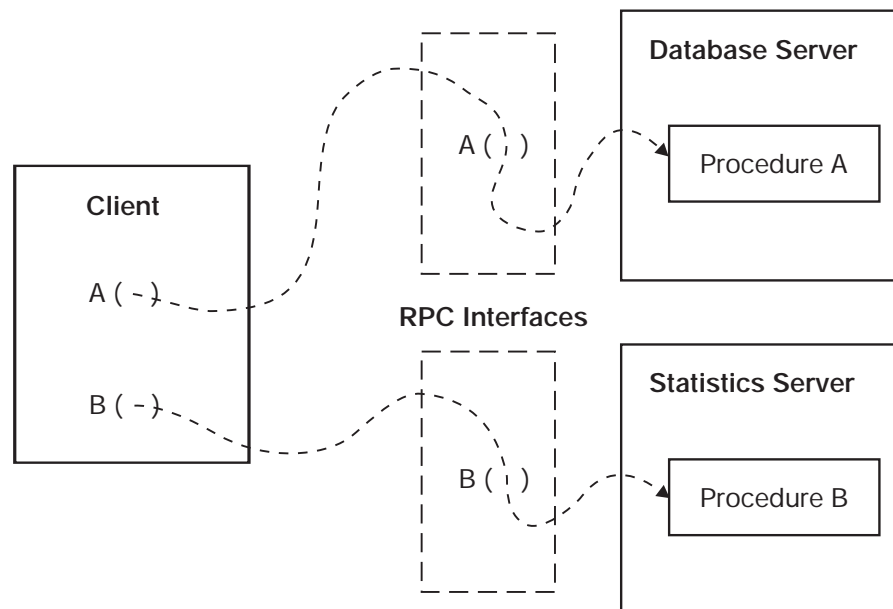 Database Server
A ( )
Procedure A
Client
A ( )
RPC Interfaces
B ( )
Statistics Server
B ( )
Procedure B